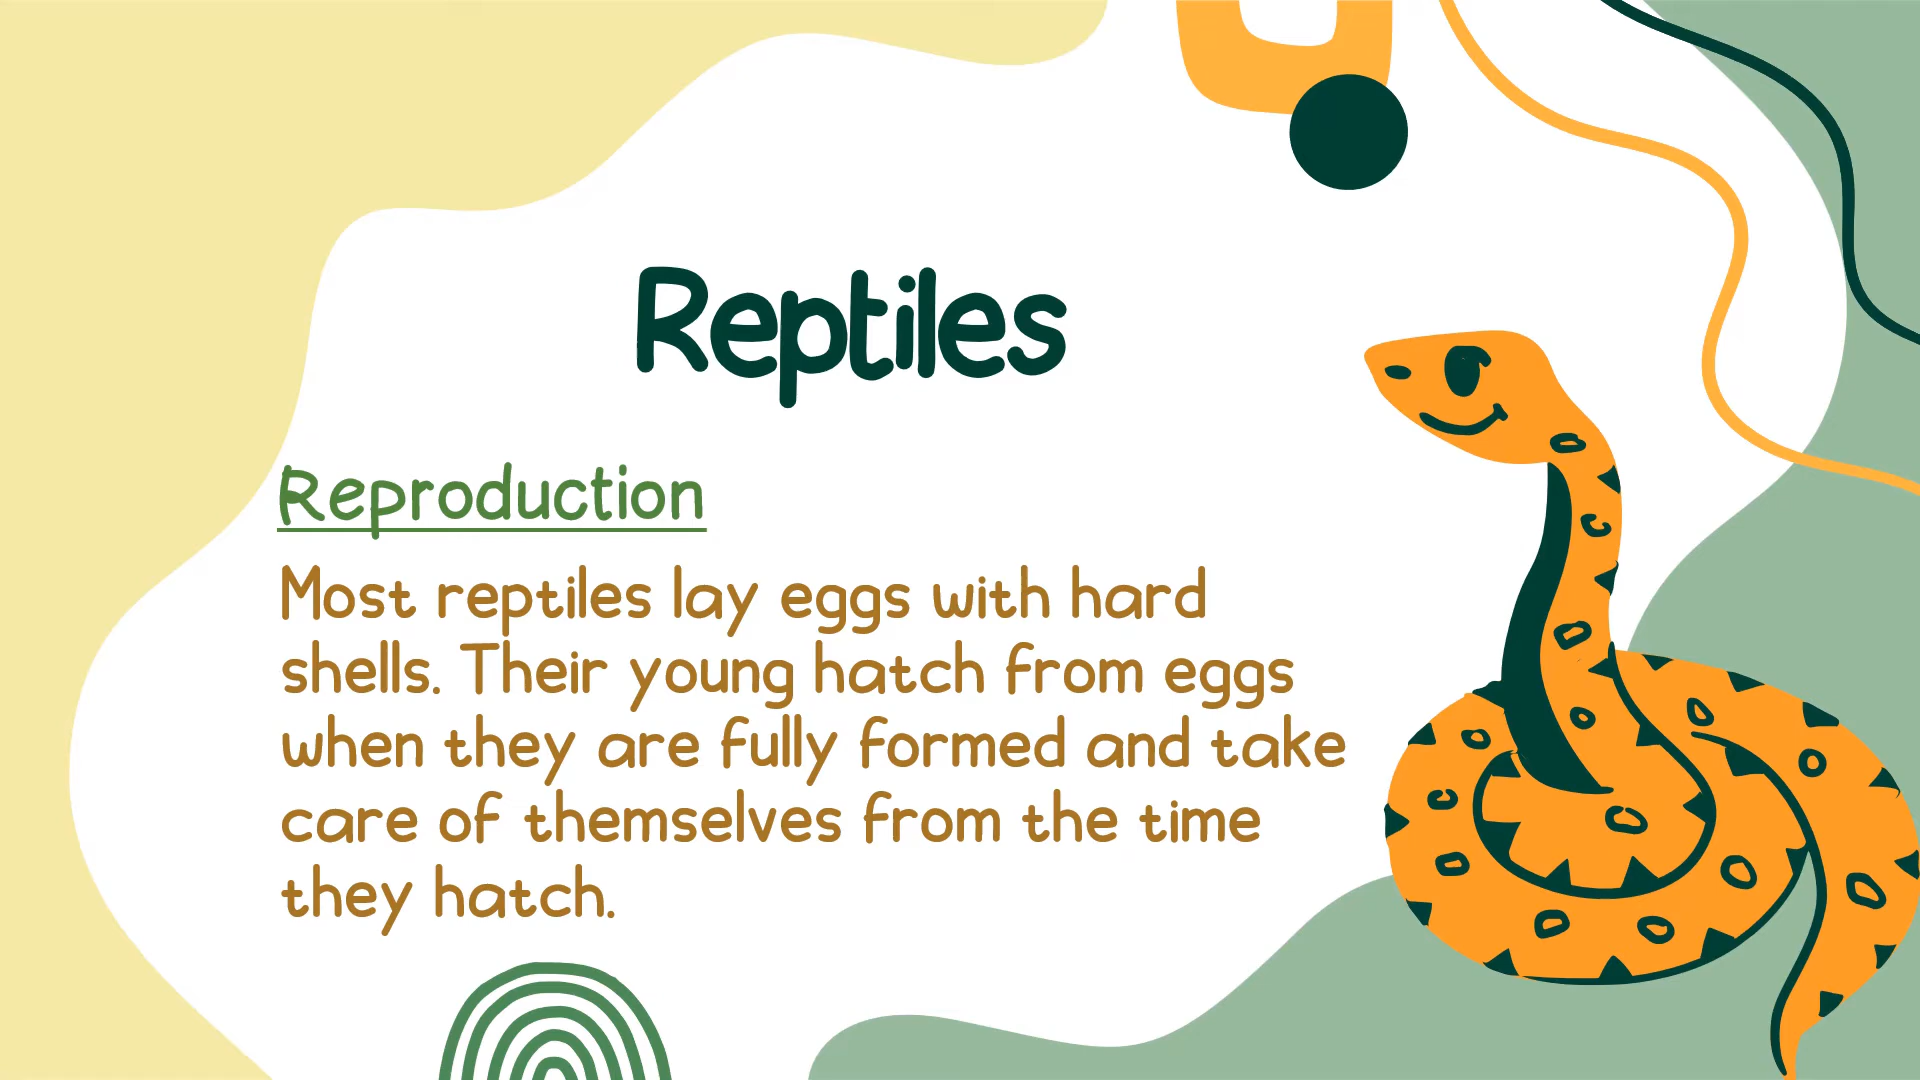 Reptiles
Reproduction
Most reptiles lay eggs with hard
shells. Their young hatch from eggs
when they are fully formed and take
care of themselves from the time
they hatch.